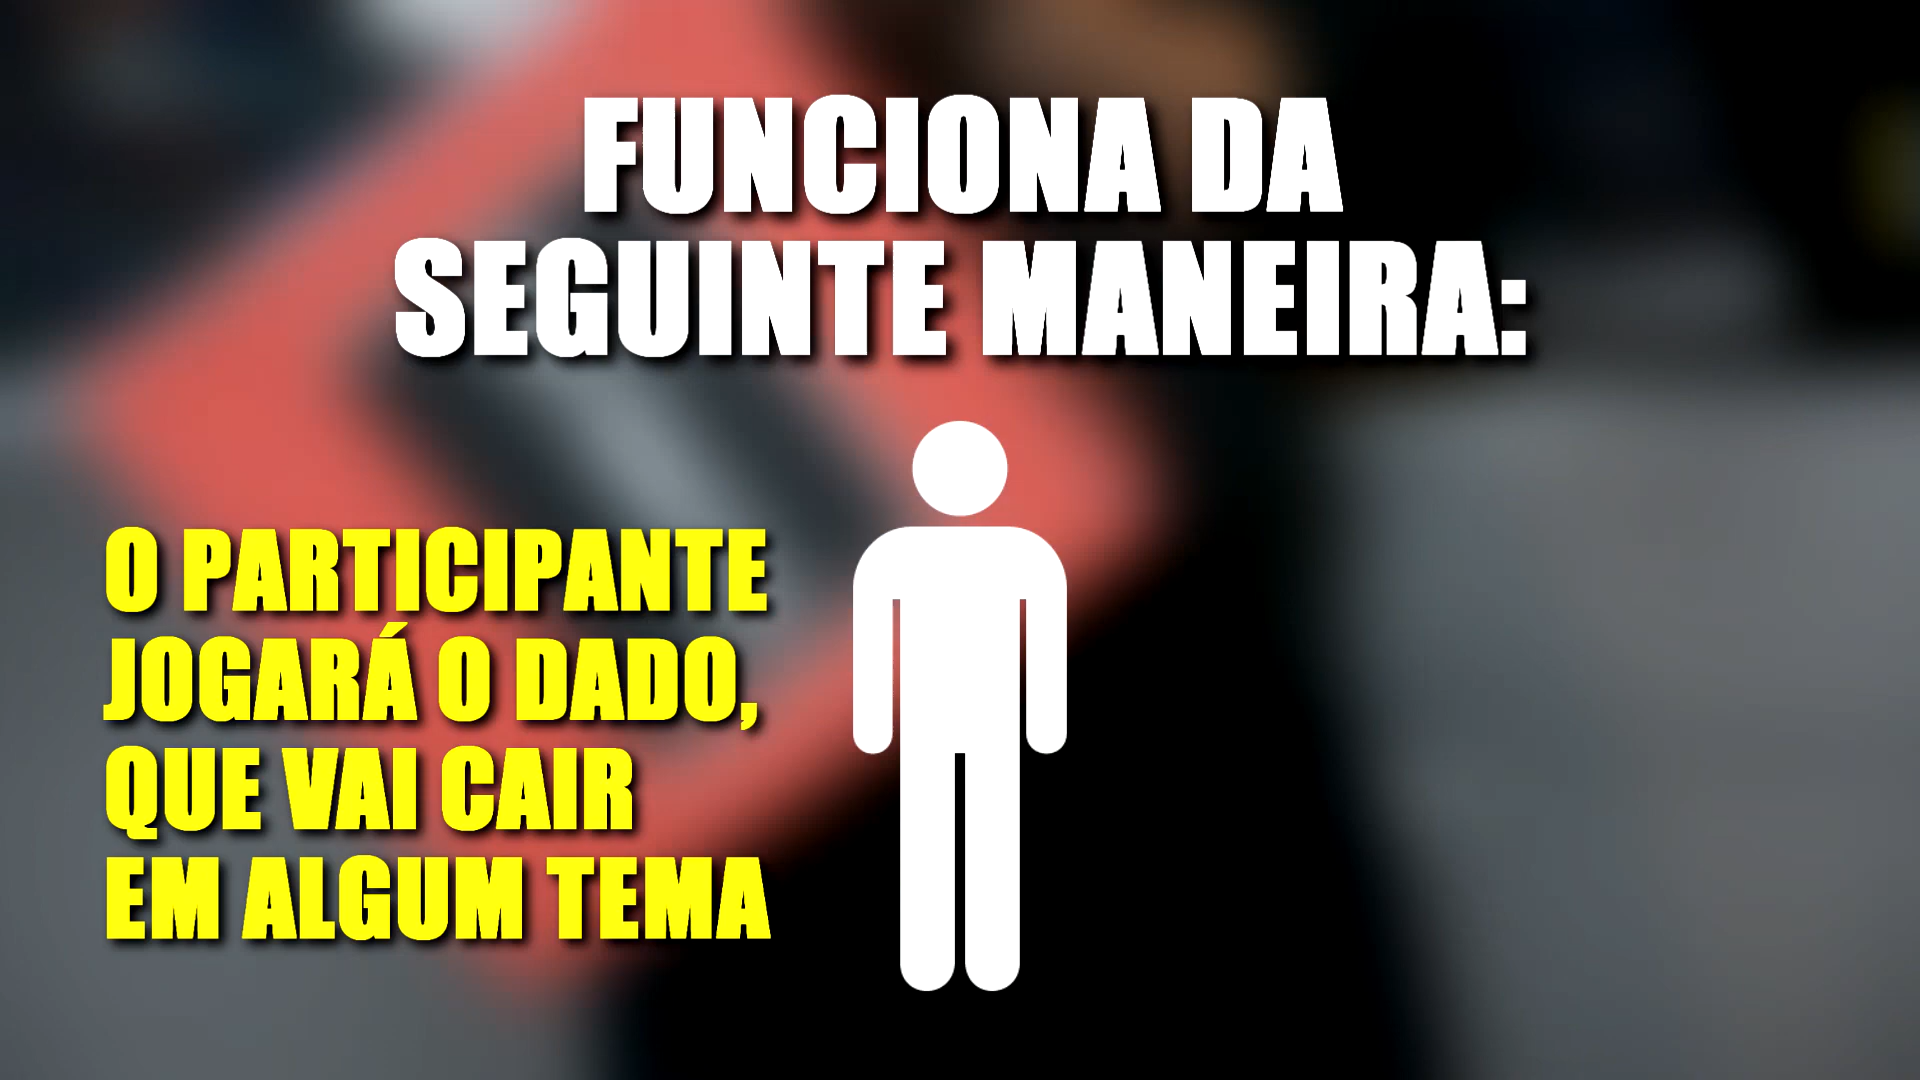 FUNCIONA DA
SEGUINTE MANEIRA:
O PARTICIPANTE
JOGARÁ O DADO,
QUE VAI CAIR
EM ALGUM TEMA